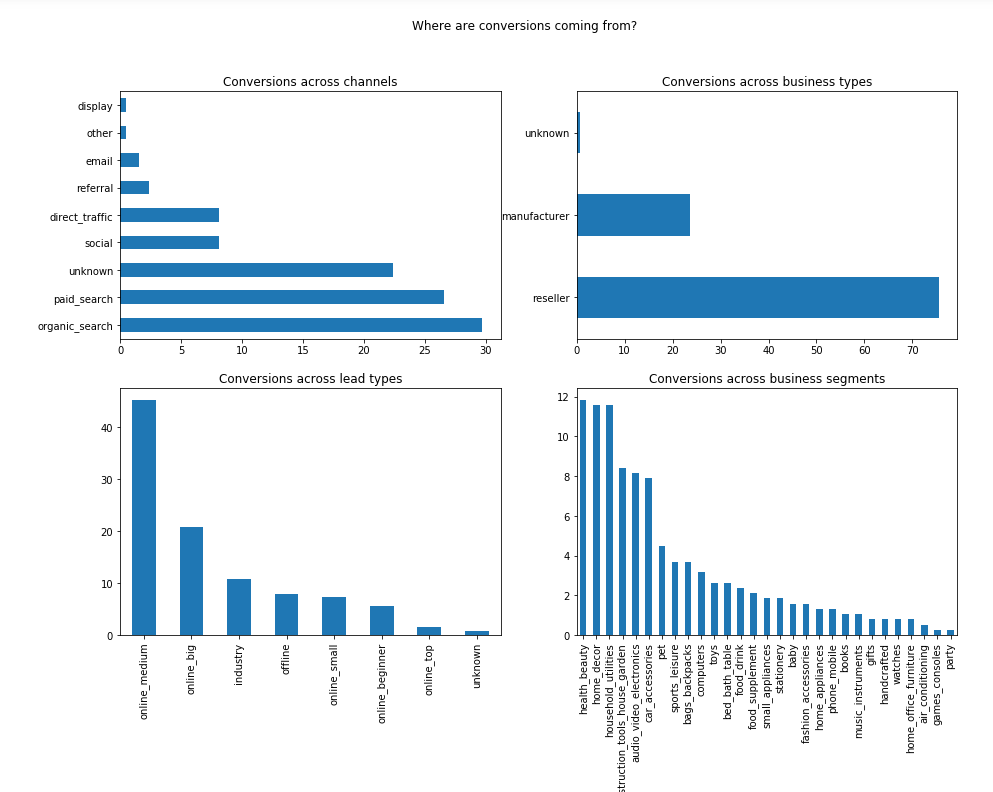 Where are conversions coming from?
Conversions across channels
display
other
email
referral
direct_traffic
social
unknown
paid_search
organic_search
0 5 10 15 20 25 30
Conversions across business types
unknown
manufacturer
reseller
0 10 20 30 40 50 60 70
Conversions across lead types
40
30
20
10
0
online_medium
online_big
industry
offline
online_small
online_beginner
online_top
unknown
Conversions across business segments
12
10
8
6
4
2
0
health_beauty
home_decor
household_utilities
struction_tools_house_garden
audio_video_electronics
car_accessories
pet
sports_leisure
bags_backpacks
computers
toys
bed_bath_table
food_drink
food_supplement
small_appliances
stationery
baby
fashion_accessories
home_appliances
phone_mobile
books
music_instruments
gifts
handcrafted
watches
home_office_furniture
air_conditioning
games_consoles
party